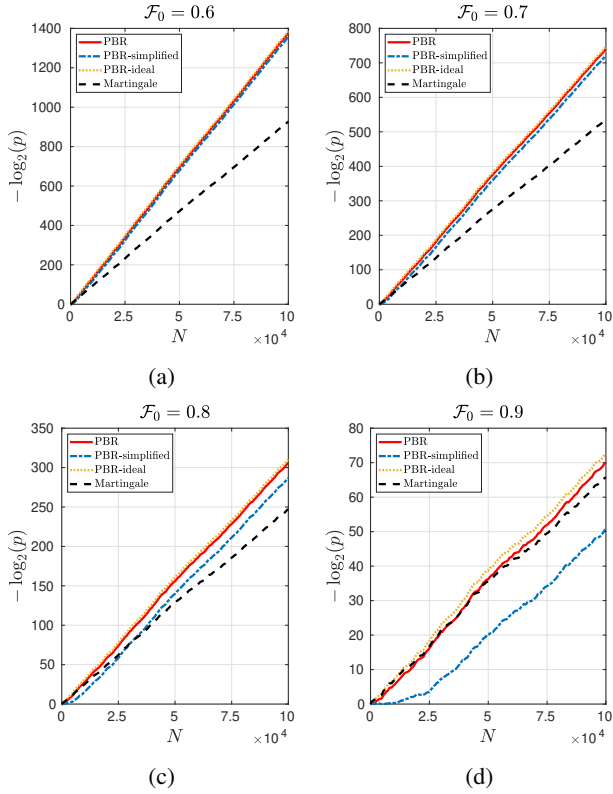 𝓕₀ = 0.6
1400
1200
1000
800
600
400
200
0
− log₂(p)
PBR
PBR-simplified
PBR-ideal
Martingale
0 2.5 5 7.5 10
N ×10⁴
(a)
𝓕₀ = 0.7
800
700
600
500
400
300
200
100
0
− log₂(p)
PBR
PBR-simplified
PBR-ideal
Martingale
0 2.5 5 7.5 10
N ×10⁴
(b)
𝓕₀ = 0.8
350
300
250
200
150
100
50
0
− log₂(p)
PBR
PBR-simplified
PBR-ideal
Martingale
0 2.5 5 7.5 10
N ×10⁴
(c)
𝓕₀ = 0.9
80
70
60
50
40
30
20
10
0
− log₂(p)
PBR
PBR-simplified
PBR-ideal
Martingale
0 2.5 5 7.5 10
N ×10⁴
(d)